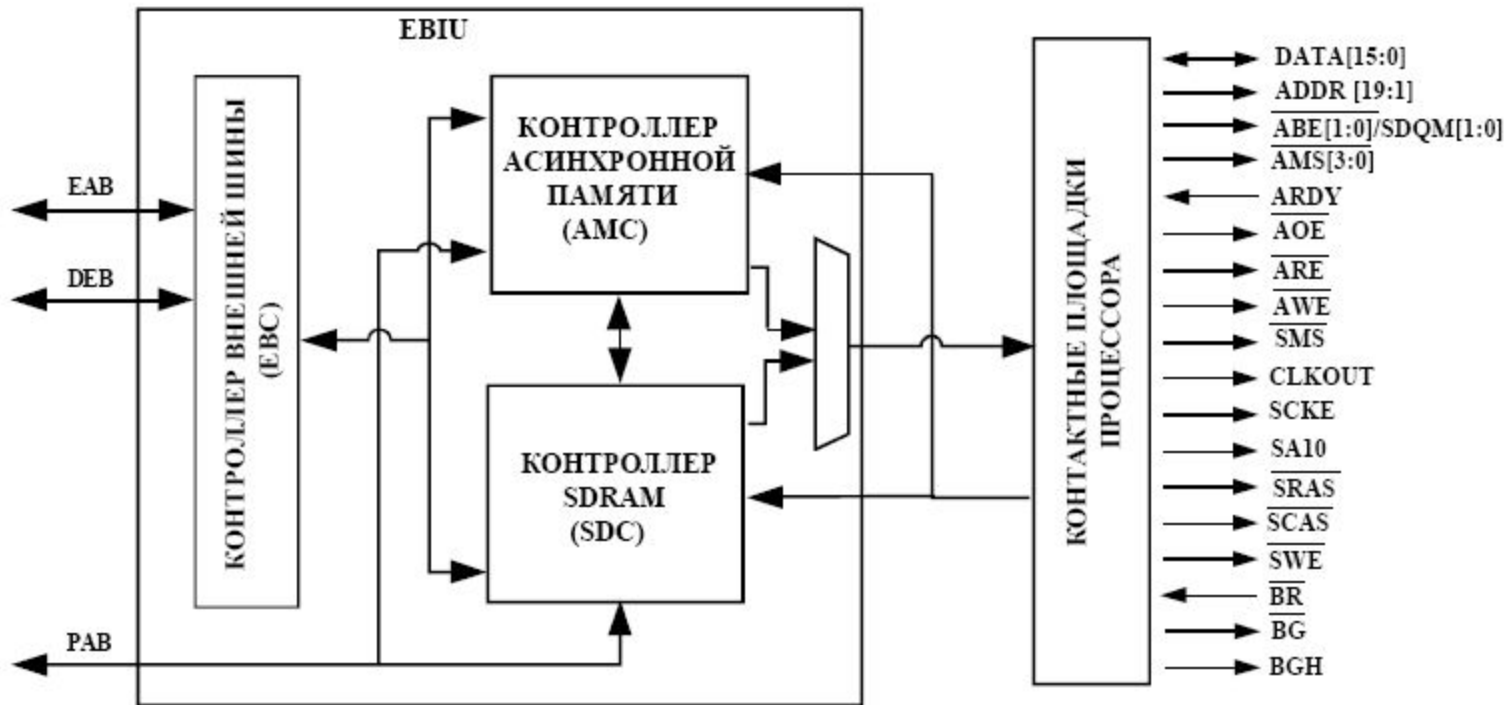 EBIU
EAB
DEB
PAB
КОНТРОЛЛЕР ВНЕШНЕЙ ШИНЫ
(EBC)
КОНТРОЛЛЕР
АСИНХРОННОЙ
ПАМЯТИ
(AMC)
КОНТРОЛЛЕР
SDRAM
(SDC)
КОНТАКТНЫЕ ПЛОЩАДКИ
ПРОЦЕССОРА
DATA[15:0]
ADDR [19:1]
ABE[1:0]/SDQM[1:0]
AMS[3:0]
ARDY
AOE
ARE
AWE
SMS
CLKOUT
SCKE
SA10
SRAS
SCAS
SWE
BR
BG
BGH